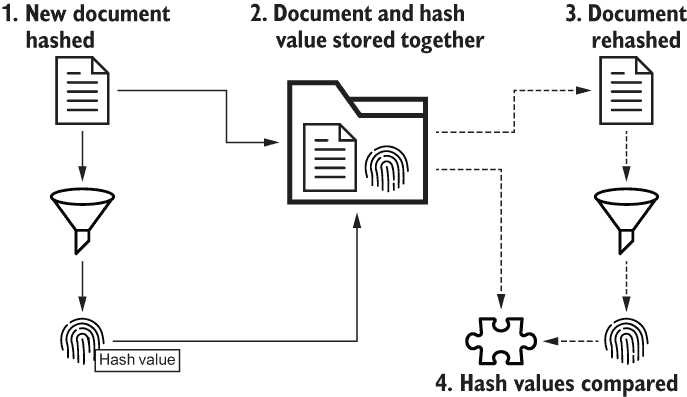 1. New document
hashed
2. Document and hash
value stored together
3. Document
rehashed
Hash value
4. Hash values compared